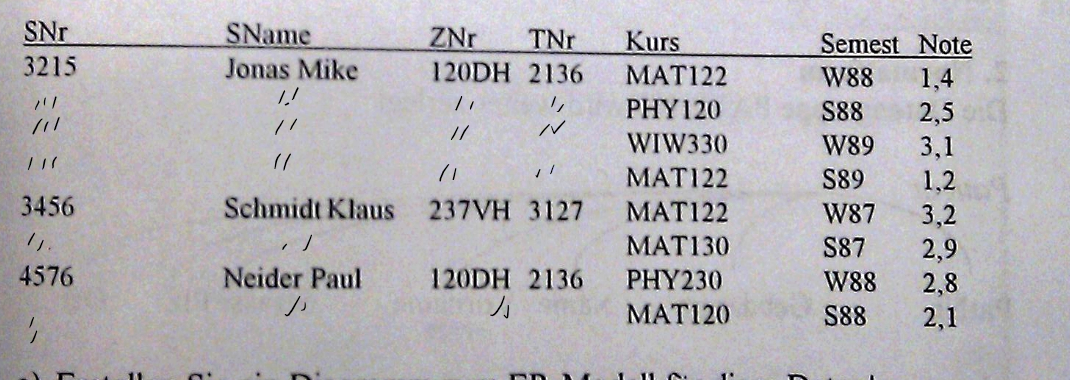 SNr SName ZNr TNr Kurs Semest Note
3215 Jonas Mike 120DH 2136 MAT122 W88 1,4
''' '' '' '' PHY120 S88 2,5
''' '' '' '' WIW330 W89 3,1
''' '' '' '' MAT122 S89 1,2
3456 Schmidt Klaus 237VH 3127 MAT122 W87 3,2
'' '' MAT130 S87 2,9
4576 Neider Paul 120DH 2136 PHY230 W88 2,8
'' '' '' MAT120 S88 2,1